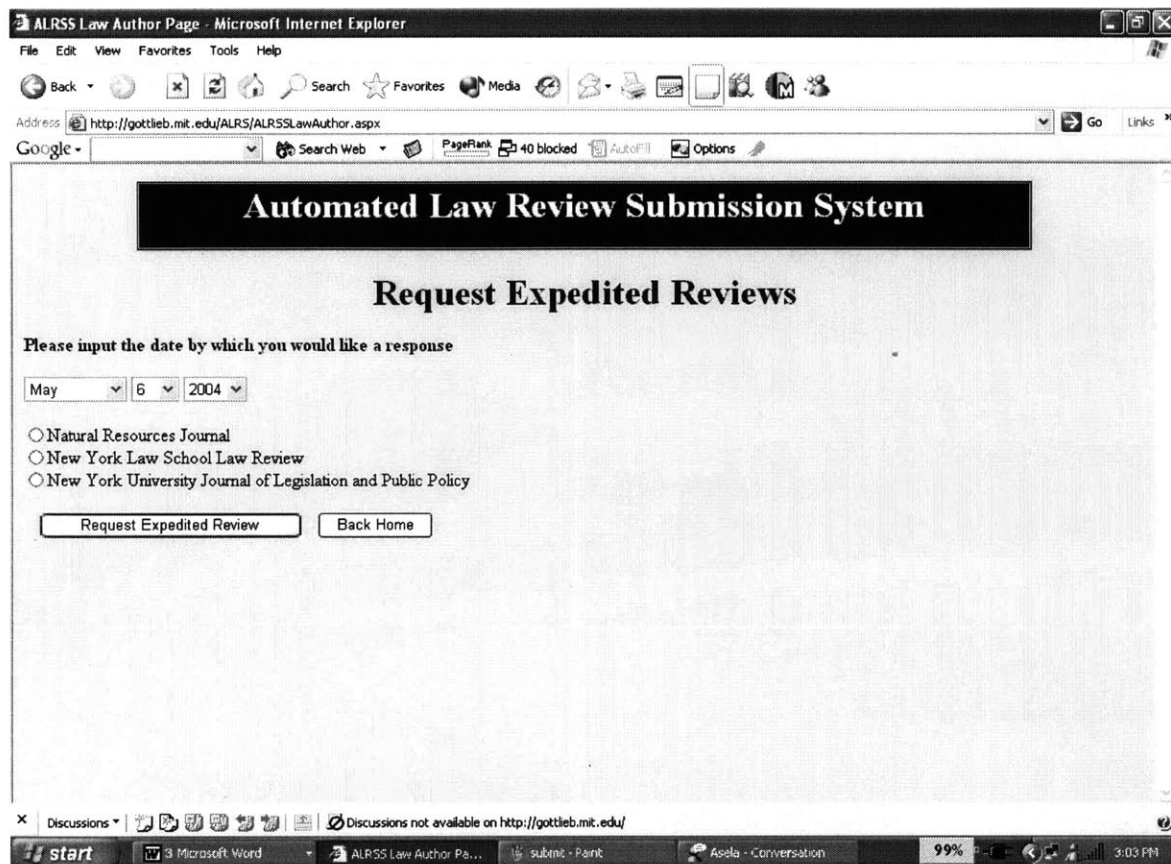 ALRSS Law Author Page - Microsoft Internet Explorer
File Edit View Favorites Tools Help
Back Search Favorites Media
Address http://gottlieb.mit.edu/ALRS/ALRSSLawAuthor.aspx Go Links »
Google Search Web PageRank 40 blocked AutoFill Options
Automated Law Review Submission System
Request Expedited Reviews
Please input the date by which you would like a response
May 6 2004
Natural Resources Journal
New York Law School Law Review
New York University Journal of Legislation and Public Policy
Request Expedited Review Back Home
Discussions Discussions not available on http://gottlieb.mit.edu/
start 3 Microsoft Word ALRSS Law Author Pa... submit - Paint Asela - Conversation 99% 3:03 PM